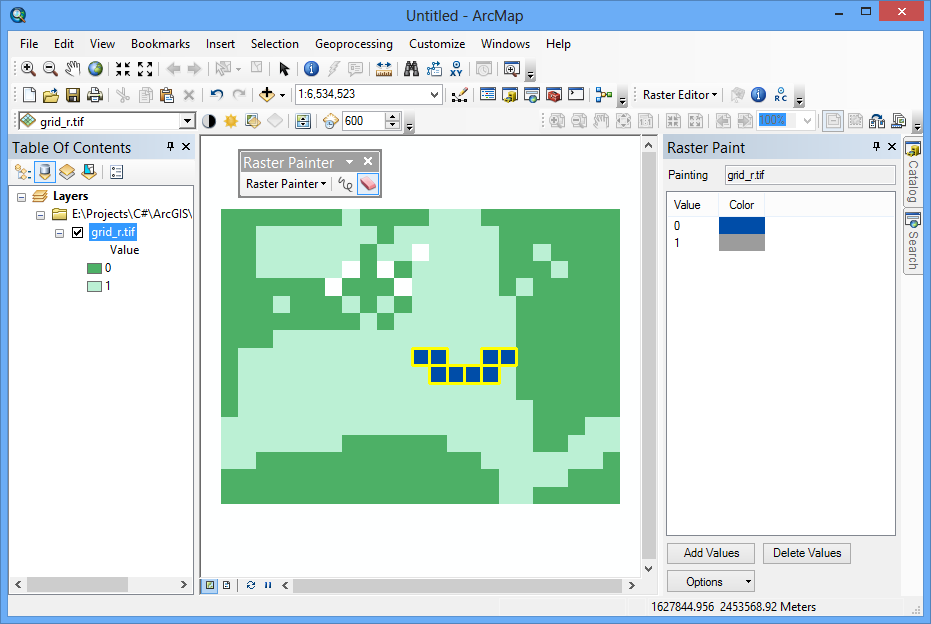 Untitled - ArcMap
File Edit View Bookmarks Insert Selection Geoprocessing Customize Windows Help
XY
1:6,534,523
Raster Editor
R C
grid_r.tif
600
1:1
100%
Table Of Contents
Layers
E:\Projects\C#\ArcGIS\
grid_r.tif
Value
0
1
Raster Painter
Raster Painter
Raster Paint
Painting grid_r.tif
Value Color
0
1
Add Values Delete Values
Options
Catalog
Search
1627844.956 2453568.92 Meters